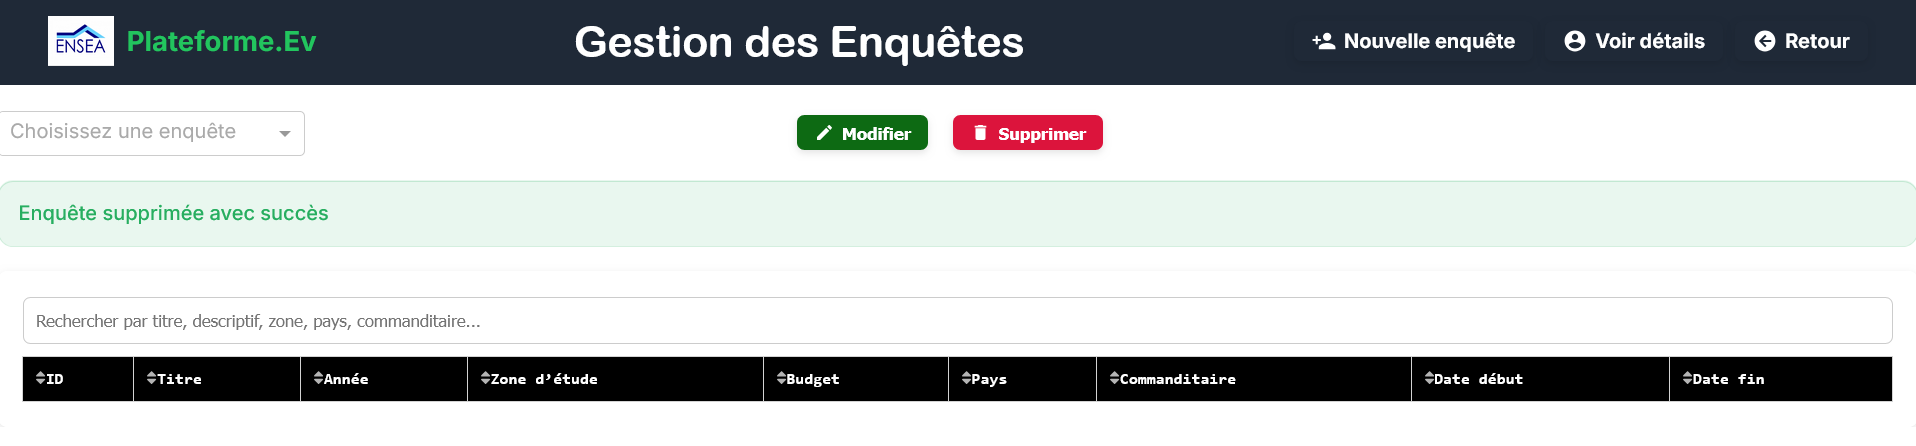 ENSEA Plateforme.Ev Gestion des Enquêtes Nouvelle enquête Voir détails Retour
Choisissez une enquête Modifier Supprimer
Enquête supprimée avec succès
Rechercher par titre, descriptif, zone, pays, commanditaire...
ID Titre Année Zone d’étude Budget Pays Commanditaire Date début Date fin